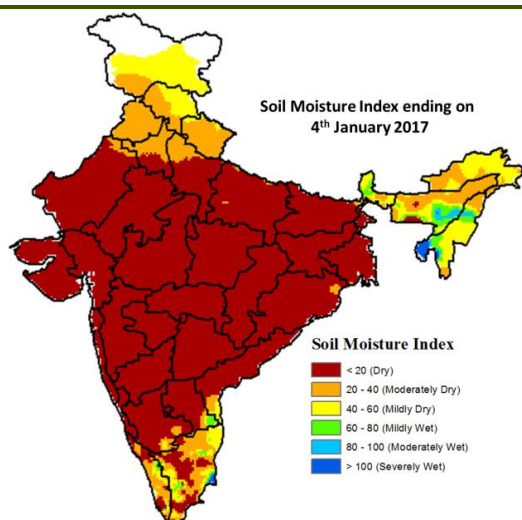 Soil Moisture Index ending on
4th January 2017
Soil Moisture Index
< 20 (Dry)
20 - 40 (Moderately Dry)
40 - 60 (Mildly Dry)
60 - 80 (Mildly Wet)
80 - 100 (Moderately Wet)
> 100 (Severely Wet)